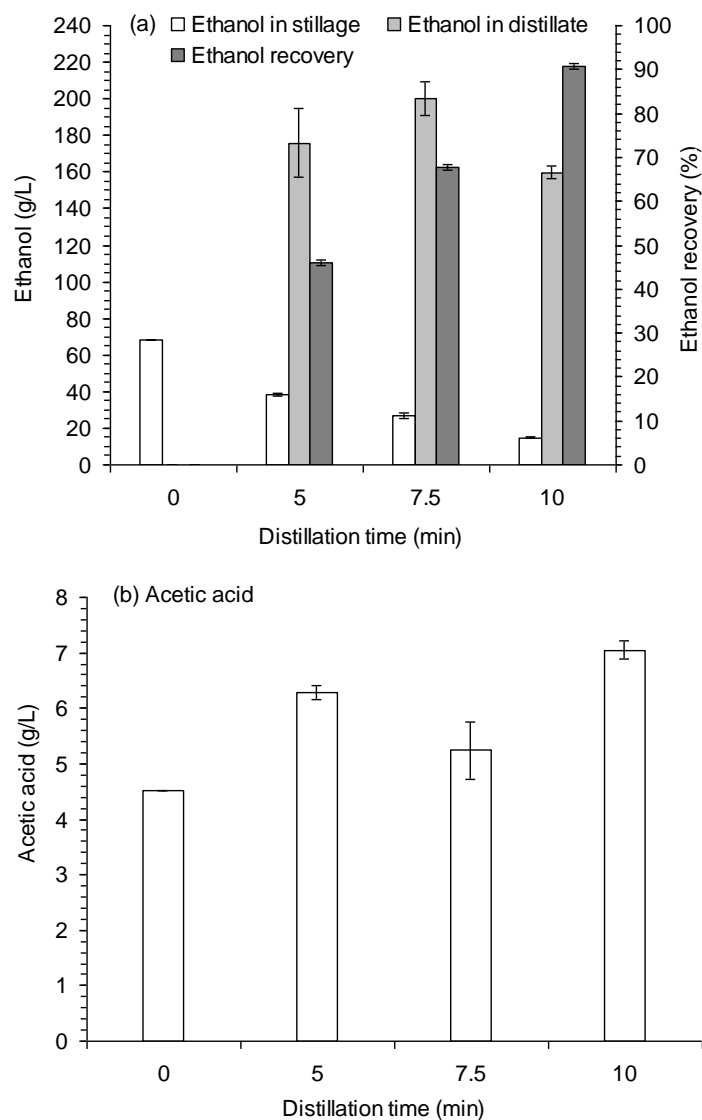 (a)
Ethanol in stillage
Ethanol in distillate
Ethanol recovery
240
220
200
180
160
140
120
100
80
60
40
20
0
Ethanol (g/L)
100
90
80
70
60
50
40
30
20
10
0
Ethanol recovery (%)
0 5 7.5 10
Distillation time (min)
(b) Acetic acid
8
7
6
5
4
3
2
1
0
Acetic acid (g/L)
0 5 7.5 10
Distillation time (min)